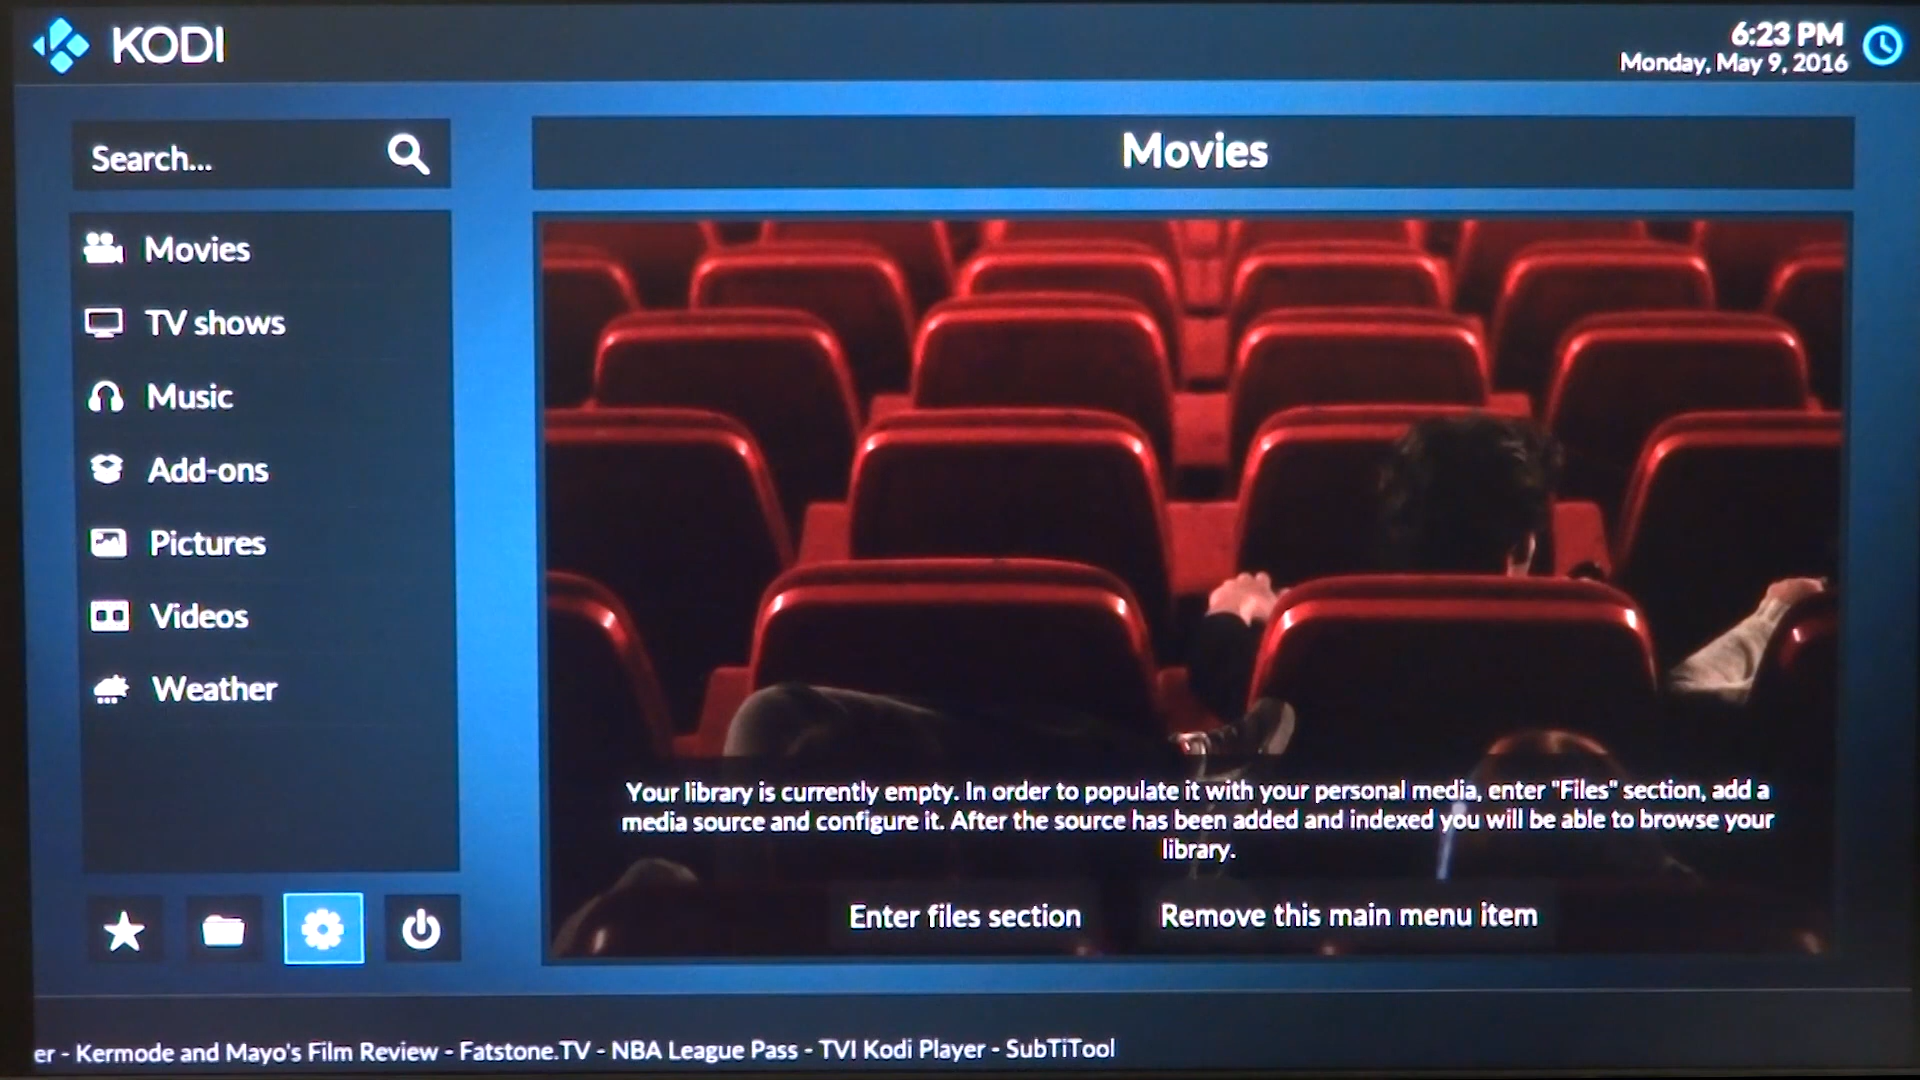 KODI
6:23 PM
Monday, May 9, 2016
Search...
Movies
Movies
TV shows
Music
Add-ons
Pictures
Videos
Weather
Your library is currently empty. In order to populate it with your personal media, enter "Files" section, add a
media source and configure it. After the source has been added and indexed you will be able to browse your
library.
Enter files section
Remove this main menu item
er - Kermode and Mayo's Film Review - Fatstone.TV - NBA League Pass - TVI Kodi Player - SubTiTool